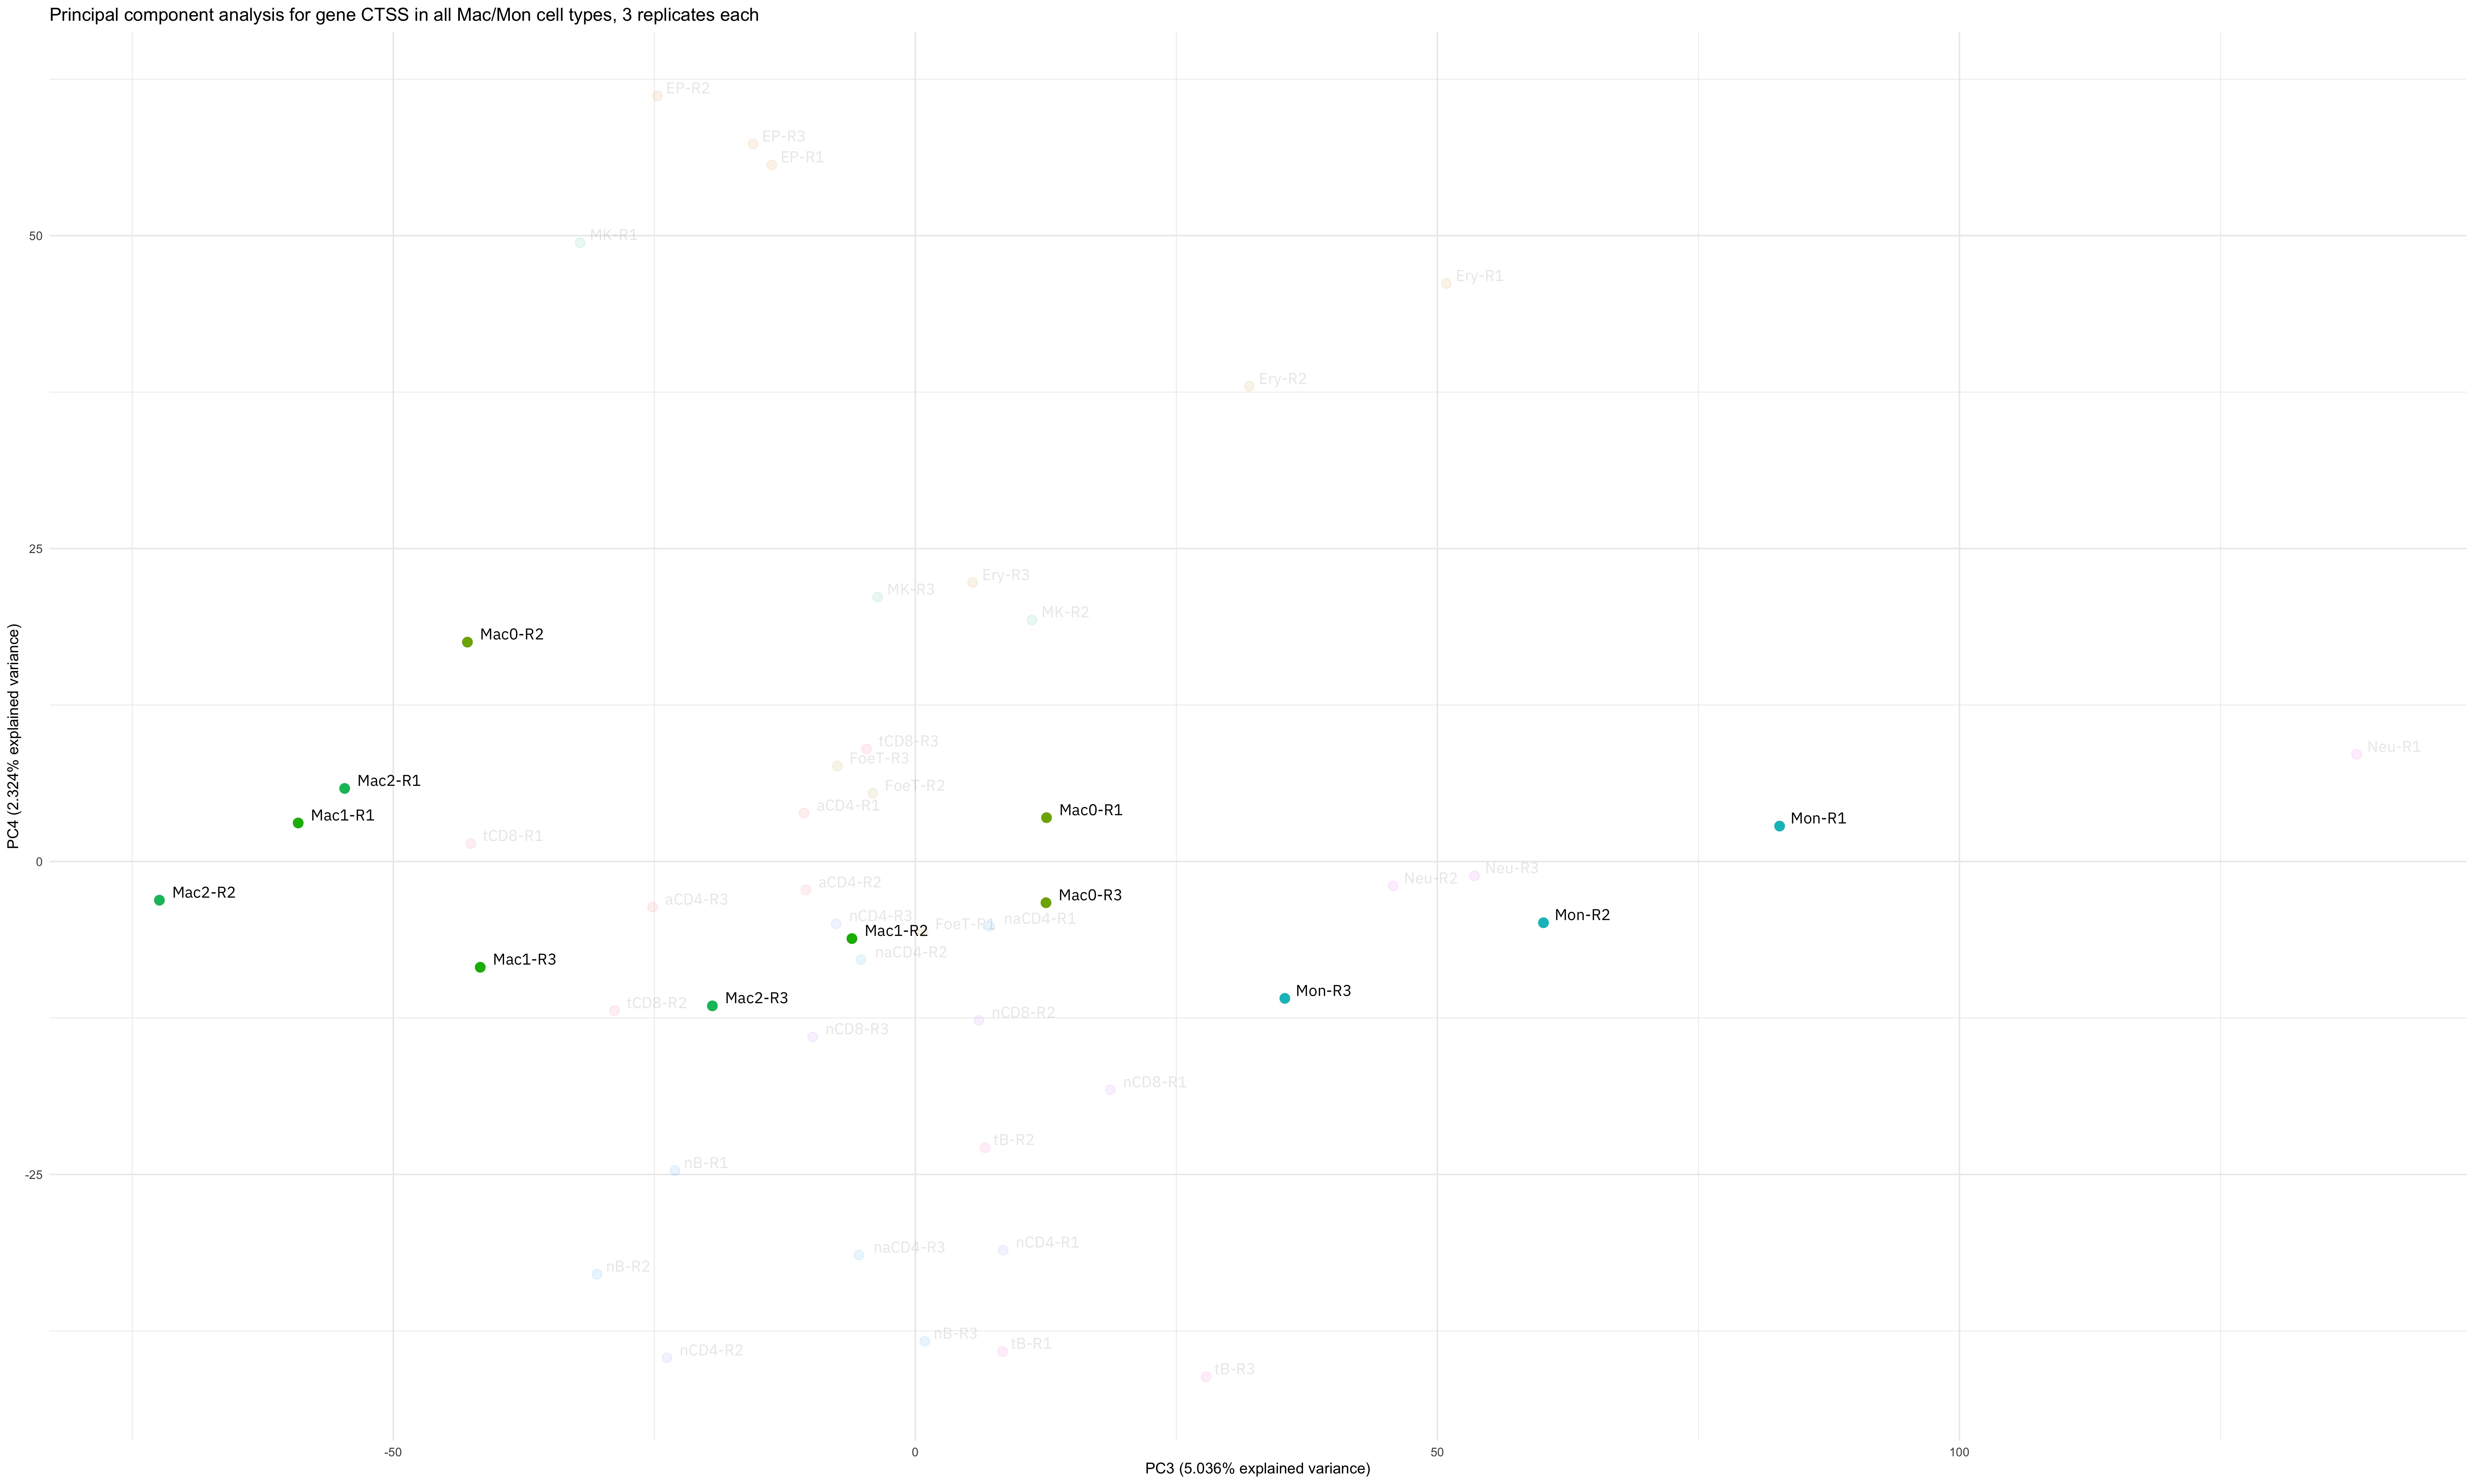 Principal component analysis for gene CTSS in all Mac/Mon cell types, 3 replicates each
EP-R2
EP-R3
EP-R1
MK-R1
50
Ery-R1
Ery-R2
25
Ery-R3
MK-R3
MK-R2
Mac0-R2
tCD8-R3
Neu-R1
FoeT-R3
Mac2-R1
FoeT-R2
aCD4-R1
Mac0-R1
Mac1-R1
Mon-R1
tCD8-R1
0
Neu-R3
Neu-R2
aCD4-R2
Mac2-R2
Mac0-R3
aCD4-R3
Mon-R2
nCD4-R3
naCD4-R1
FoeT-R1
Mac1-R2
naCD4-R2
Mac1-R3
Mon-R3
Mac2-R3
tCD8-R2
nCD8-R2
nCD8-R3
nCD8-R1
tB-R2
nB-R1
-25
nCD4-R1
naCD4-R3
nB-R2
nB-R3
tB-R1
nCD4-R2
tB-R3
-50
0
50
100
PC3 (5.036% explained variance)
PC4 (2.324% explained variance)